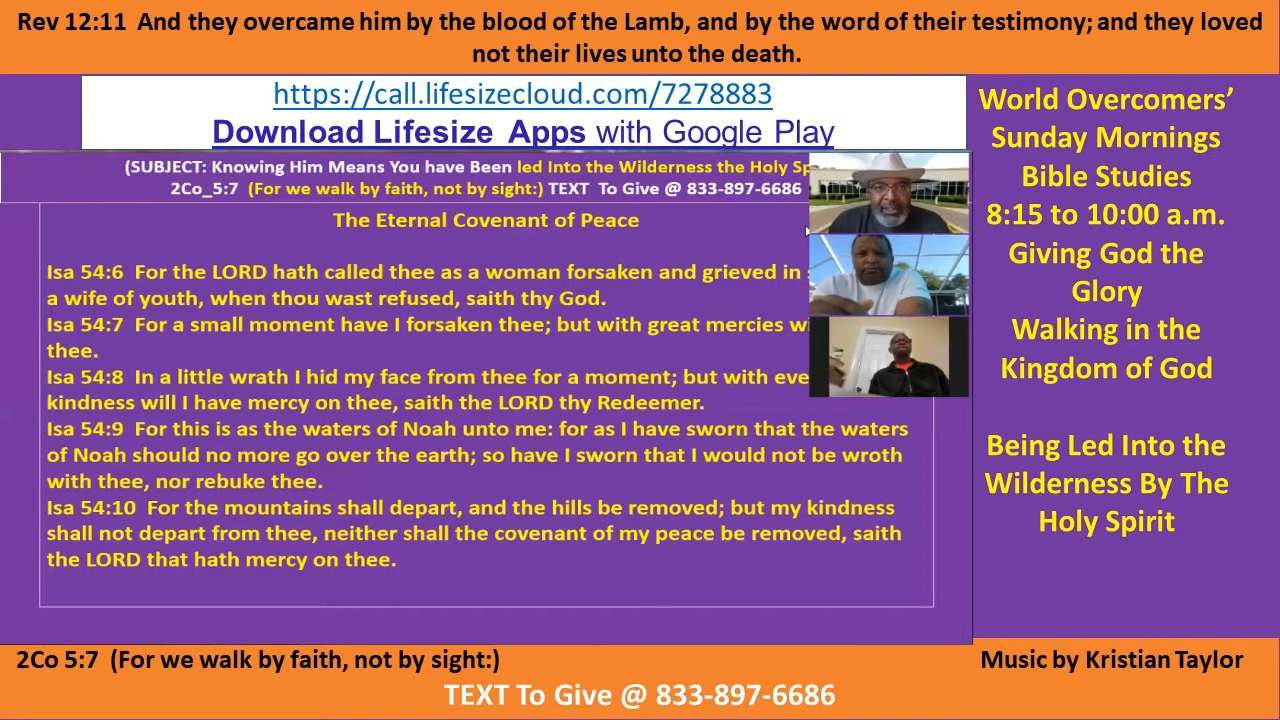 Rev 12:11 And they overcame him by the blood of the Lamb, and by the word of their testimony; and they loved
not their lives unto the death.
https://call.lifesizecloud.com/7278883
Download Lifesize Apps with Google Play
(SUBJECT: Knowing Him Means You have Been led Into the Wilderness the Holy Sp
2Co_5:7 (For we walk by faith, not by sight:) TEXT To Give @ 833-897-6686
The Eternal Covenant of Peace
Isa 54:6 For the LORD hath called thee as a woman forsaken and grieved in
a wife of youth, when thou wast refused, saith thy God.
Isa 54:7 For a small moment have I forsaken thee; but with great mercies
thee.
Isa 54:8 In a little wrath I hid my face from thee for a moment; but with eve
kindness will I have mercy on thee, saith the LORD thy Redeemer.
Isa 54:9 For this is as the waters of Noah unto me: for as I have sworn that the waters
of Noah should no more go over the earth; so have I sworn that I would not be wroth
with thee, nor rebuke thee.
Isa 54:10 For the mountains shall depart, and the hills be removed; but my kindness
shall not depart from thee, neither shall the covenant of my peace be removed, saith
the LORD that hath mercy on thee.
World Overcomers’
Sunday Mornings
Bible Studies
8:15 to 10:00 a.m.
Giving God the
Glory
Walking in the
Kingdom of God
Being Led Into the
Wilderness By The
Holy Spirit
2Co 5:7 (For we walk by faith, not by sight:)
Music by Kristian Taylor
TEXT To Give @ 833-897-6686